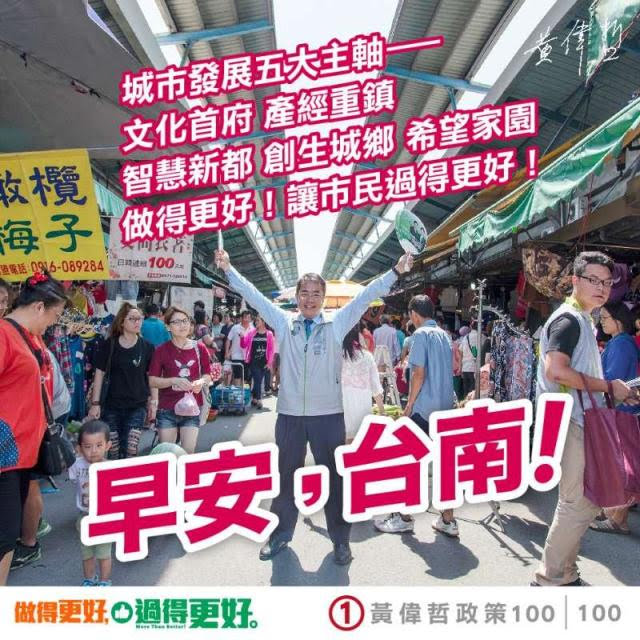 黃偉哲
城市發展五大主軸──
文化首府 產經重鎮
智慧新都 創生城鄉 希望家園
做得更好！讓市民過得更好！
橄欖
梅子
0916-089284
100
早安，台南！
做得更好，過得更好。
More Than Better!
① 黃偉哲政策100 | 100